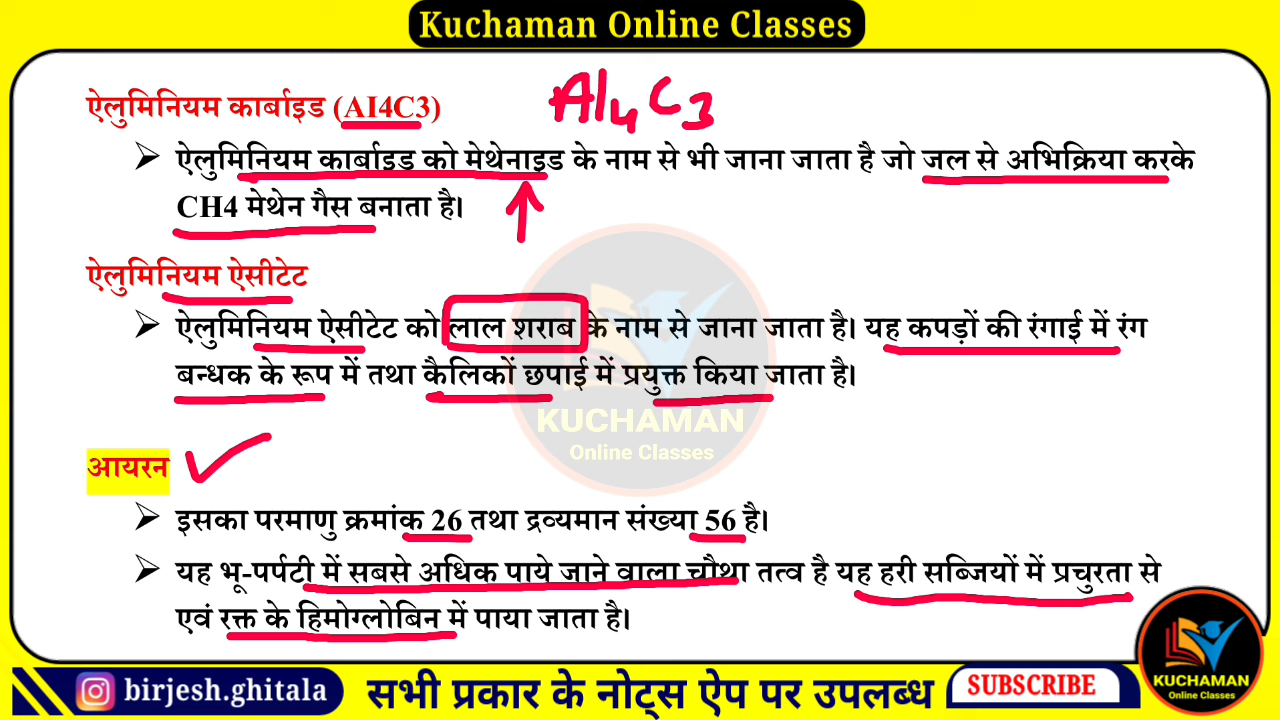 Kuchaman Online Classes
ऐलुमिनियम कार्बाइड (AI4C3)
Al4C3
➢ ऐलुमिनियम कार्बाइड को मेथेनाइड के नाम से भी जाना जाता है जो जल से अभिक्रिया करके
CH4 मेथेन गैस बनाता है।
ऐलुमिनियम ऐसीटेट
➢ ऐलुमिनियम ऐसीटेट को लाल शराब के नाम से जाना जाता है। यह कपड़ों की रंगाई में रंग
बन्धक के रूप में तथा कैलिकों छपाई में प्रयुक्त किया जाता है।
KUCHAMAN
Online Classes
आयरन
➢ इसका परमाणु क्रमांक 26 तथा द्रव्यमान संख्या 56 है।
➢ यह भू-पर्पटी में सबसे अधिक पाये जाने वाला चौथा तत्व है यह हरी सब्जियों में प्रचुरता से
एवं रक्त के हिमोग्लोबिन में पाया जाता है।
birjesh.ghitala
सभी प्रकार के नोट्स ऐप पर उपलब्ध
SUBSCRIBE
KUCHAMAN
Online Classes